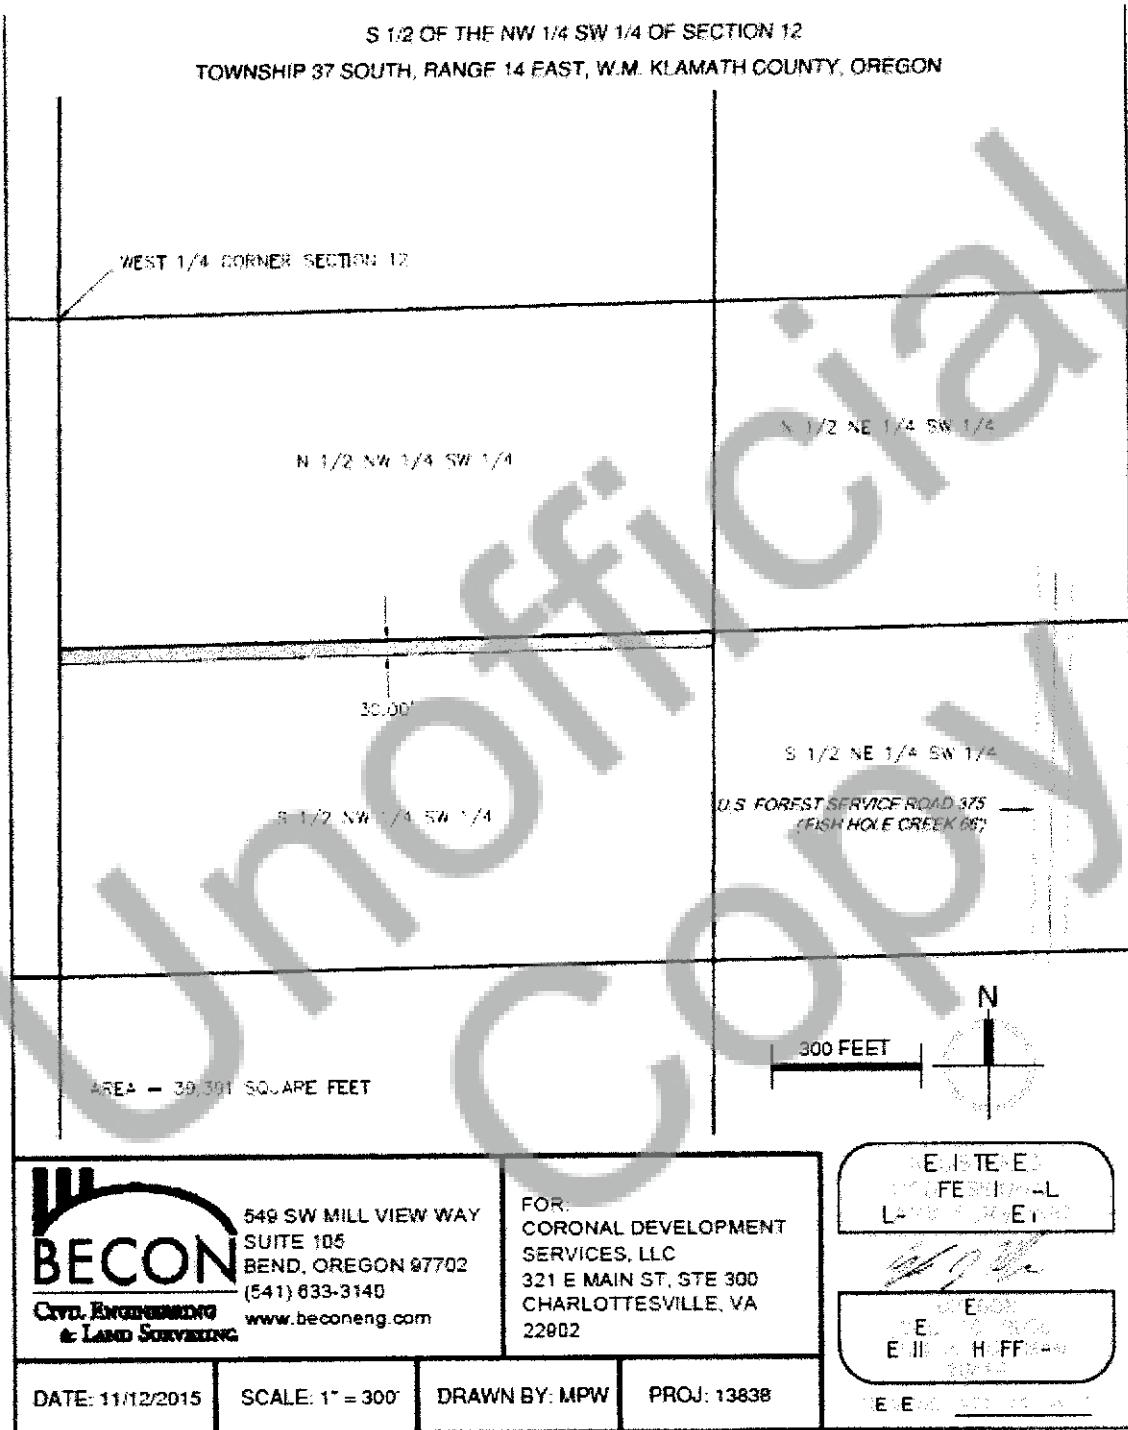 S 1/2 OF THE NW 1/4 SW 1/4 OF SECTION 12
TOWNSHIP 37 SOUTH, RANGE 14 EAST, W.M. KLAMATH COUNTY, OREGON
WEST 1/4 CORNER SECTION 12
N 1/2 NE 1/4 SW 1/4
N 1/2 NW 1/4 SW 1/4
30.00'
S 1/2 NE 1/4 SW 1/4
U.S. FOREST SERVICE ROAD 375
(FISH HOLE CREEK 66')
S 1/2 NW 1/4 SW 1/4
N
300 FEET
AREA = SQUARE FEET
Unofficial
Copy
BECON
CIVIL ENGINEERING
& LAND SURVEYING
549 SW MILL VIEW WAY
SUITE 105
BEND, OREGON 97702
(541) 633-3140
www.beconeng.com
FOR:
CORONAL DEVELOPMENT
SERVICES, LLC
321 E MAIN ST, STE 300
CHARLOTTESVILLE, VA
22902
REGISTERED
PROFESSIONAL
LAND SURVEYOR
OREGON
HOFFMAN
DATE: 11/12/2015
SCALE: 1" = 300'
DRAWN BY: MPW
PROJ: 13838